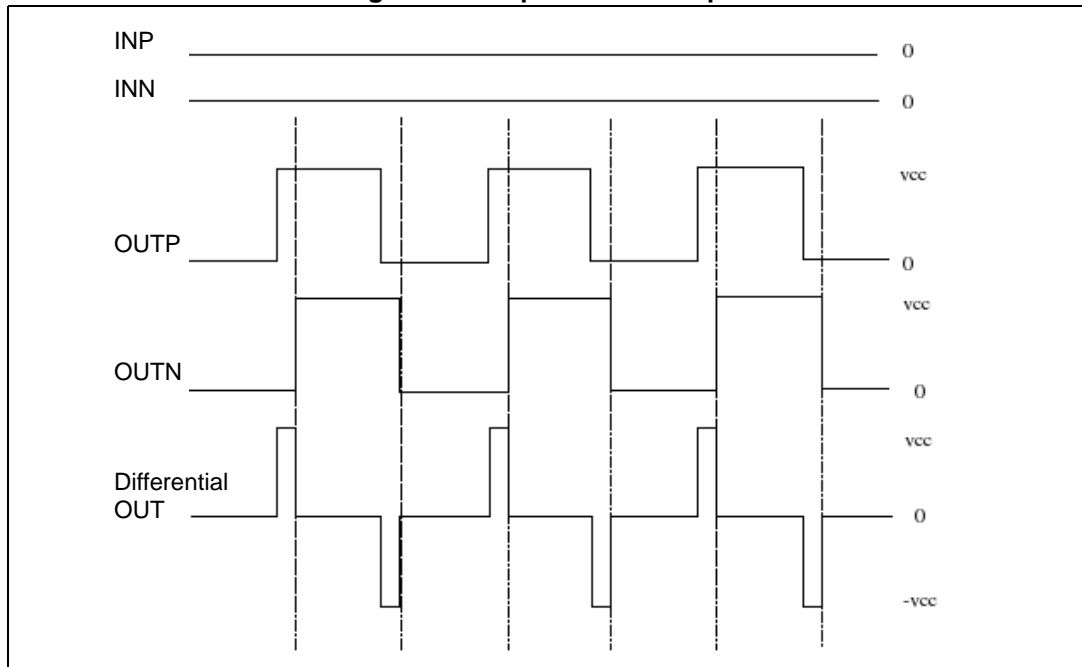 INP
0
INN
0
vcc
OUTP
0
vcc
OUTN
0
vcc
Differential
OUT
0
-vcc